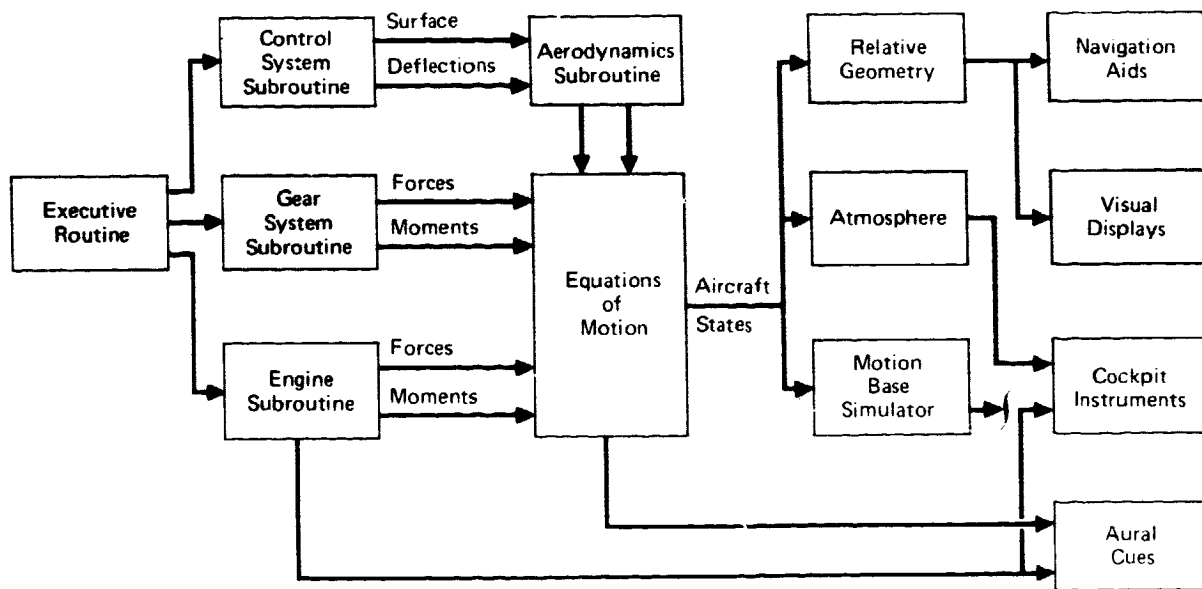 Executive
Routine
Control
System
Subroutine
Surface
Deflections
Aerodynamics
Subroutine
Gear
System
Subroutine
Forces
Moments
Engine
Subroutine
Forces
Moments
Equations
of
Motion
Aircraft
States
Relative
Geometry
Atmosphere
Motion
Base
Simulator
Navigation
Aids
Visual
Displays
Cockpit
Instruments
Aural
Cues